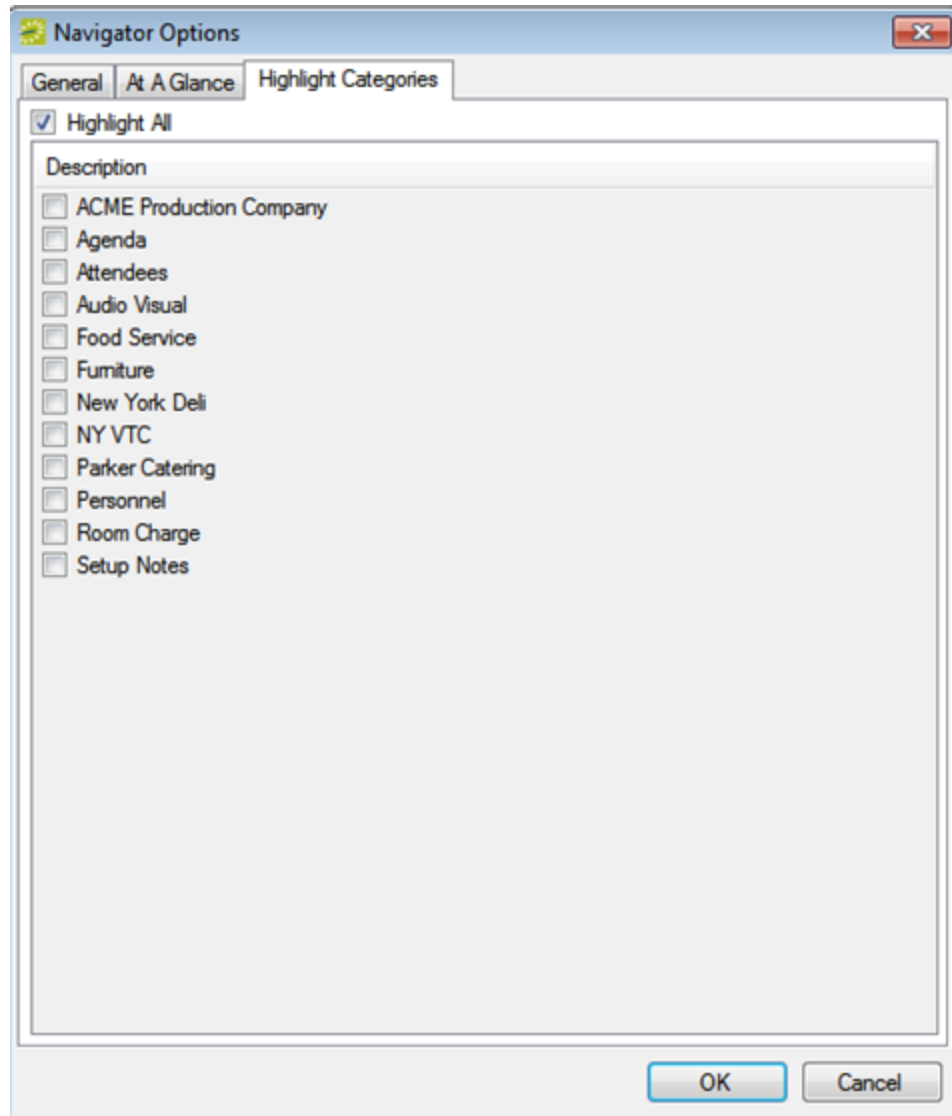 Navigator Options
General At A Glance Highlight Categories
Highlight All
Description
ACME Production Company
Agenda
Attendees
Audio Visual
Food Service
Furniture
New York Deli
NY VTC
Parker Catering
Personnel
Room Charge
Setup Notes
OK Cancel